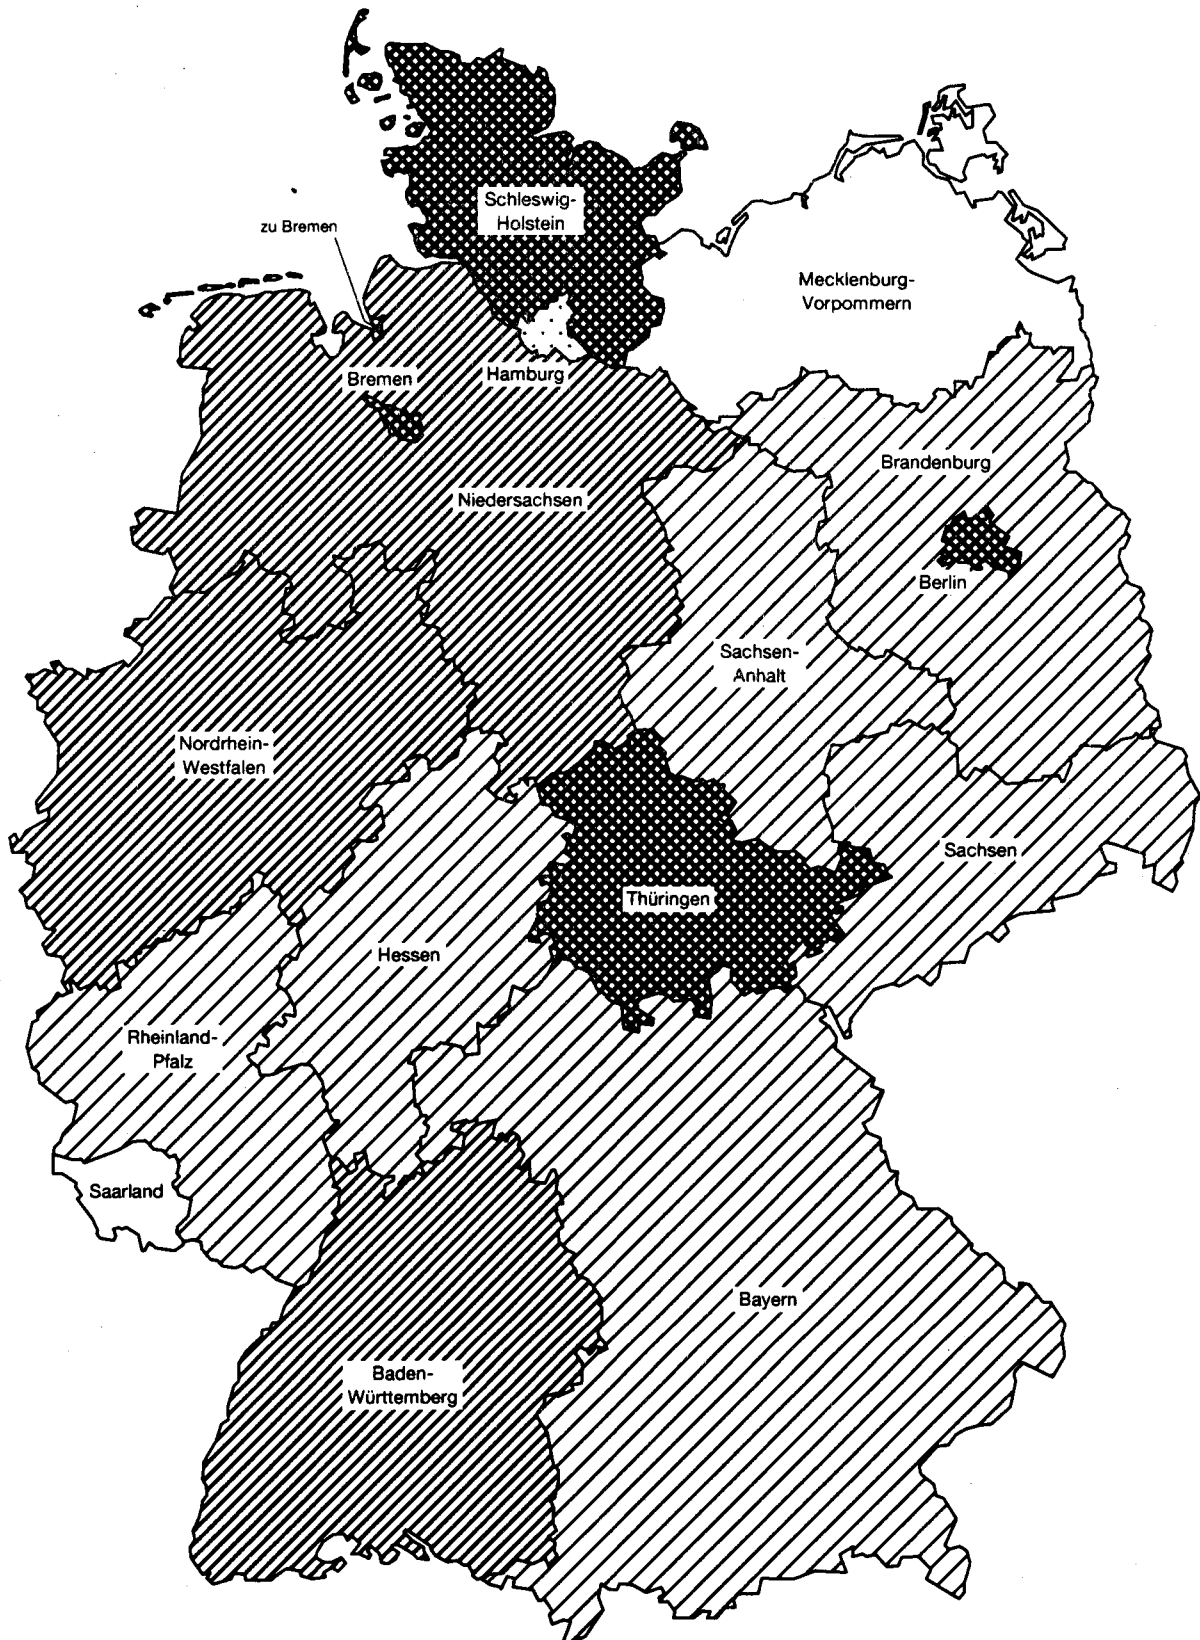 Schleswig-
Holstein
zu Bremen
Mecklenburg-
Vorpommern
Bremen
Hamburg
Brandenburg
Niedersachsen
Berlin
Sachsen-
Anhalt
Nordrhein-
Westfalen
Sachsen
Thüringen
Hessen
Rheinland-
Pfalz
Saarland
Bayern
Baden-
Württemberg